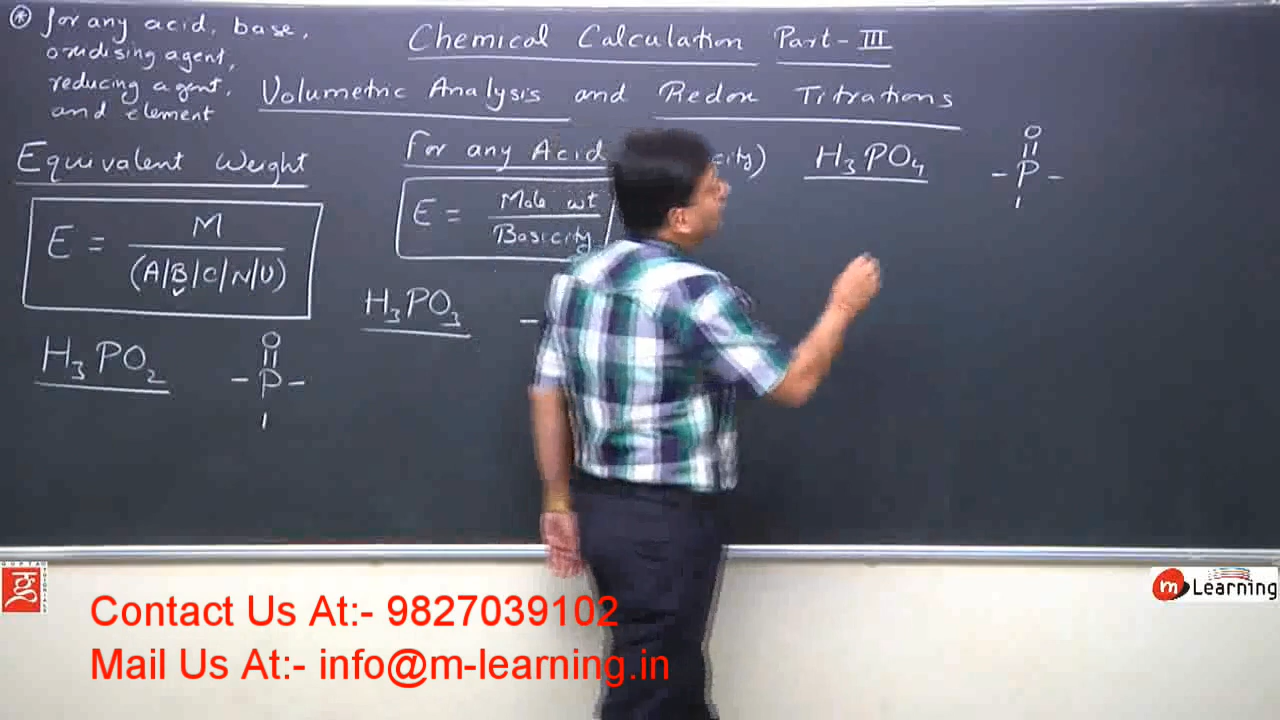 * for any acid, base,
oxidising agent,
reducing agent,
and element
Chemical Calculation Part - III
Volumetric Analysis and Redox Titrations
Equivalent Weight
E = M
(A/B/C/N/U)
For any Acid
city)
E = Mole wt
Basicity
H3PO4
O
||
- P -
|
H3PO3
-
H3PO2
O
||
- P -
|
GUPTA
TUTORIALS
m Learning
Contact Us At:- 9827039102
Mail Us At:- info@m-learning.in